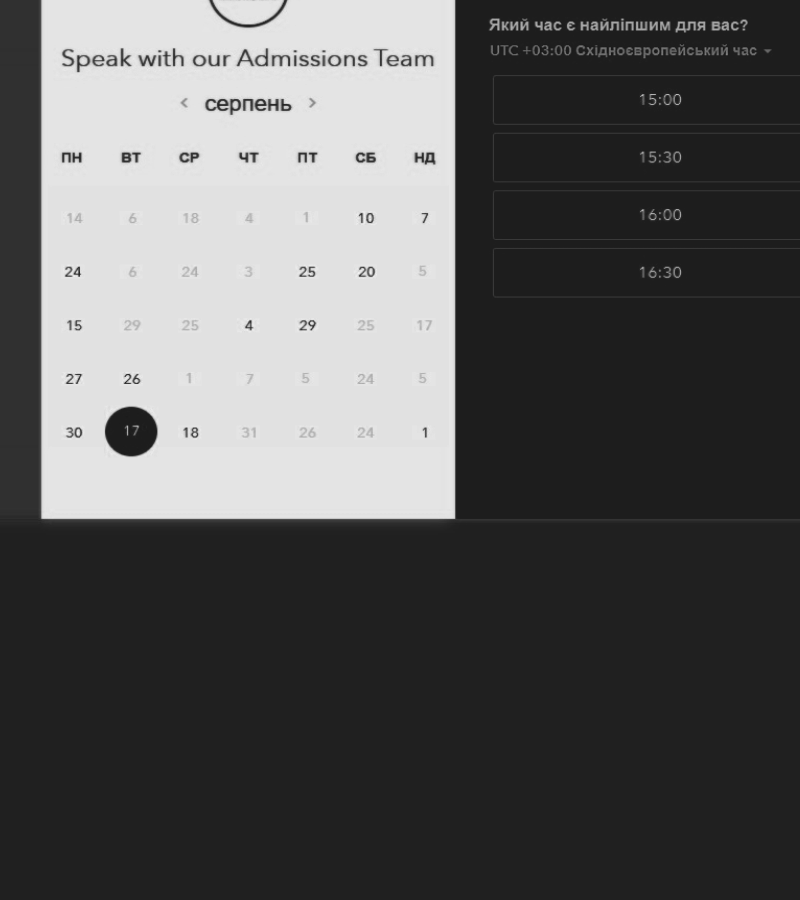 Speak with our Admissions Team
серпень
ПН ВТ СР ЧТ ПТ СБ НД
14 6 18 4 1 10 7
24 6 24 3 25 20 5
15 29 25 4 29 25 17
27 26 1 7 5 24 5
30 17 18 31 26 24 1
Який час є найліпшим для вас?
UTC +03:00 Східноєвропейський час
15:00
15:30
16:00
16:30